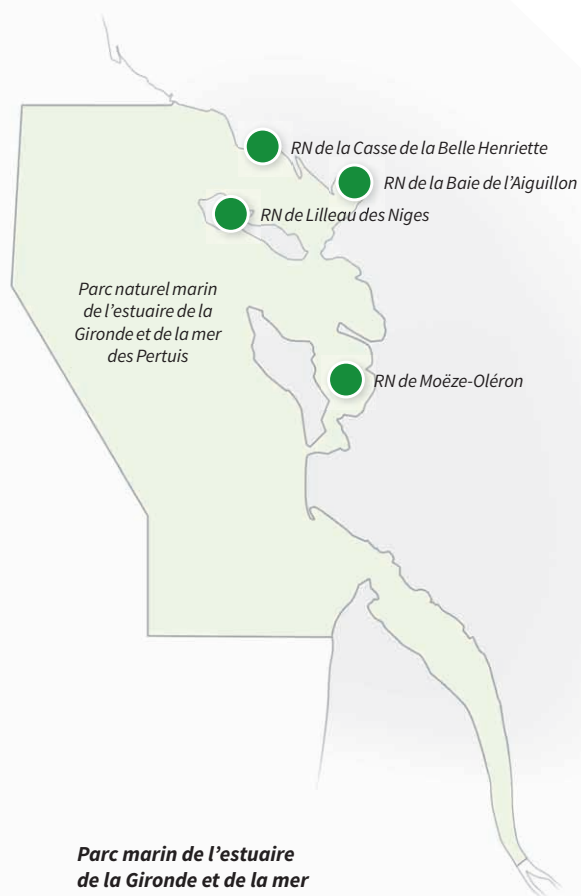 RN de la Casse de la Belle Henriette
RN de la Baie de l’Aiguillon
RN de Lilleau des Niges
Parc naturel marin
de l’estuaire de la
Gironde et de la mer
des Pertuis
RN de Moëze-Oléron
Parc marin de l’estuaire
de la Gironde et de la mer